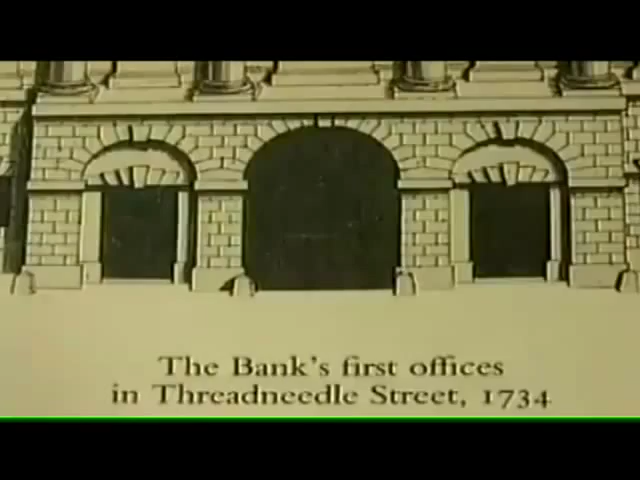 The Bank's first offices
in Threadneedle Street, 1734